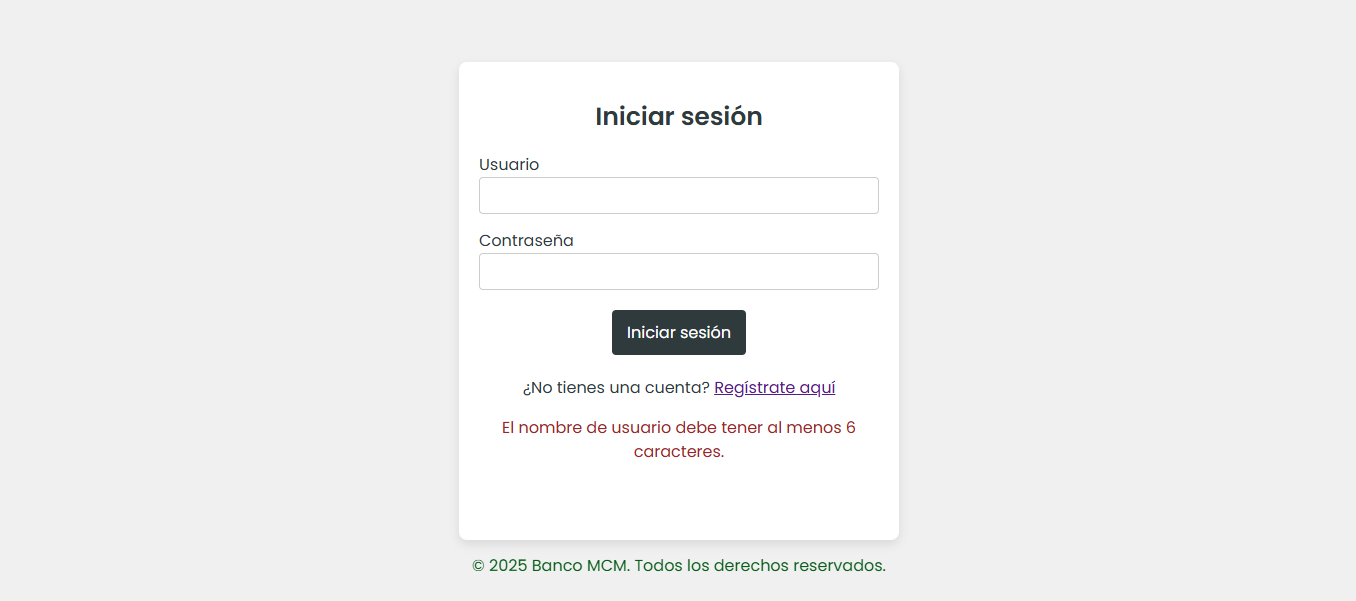 Iniciar sesión
Usuario
Contraseña
Iniciar sesión
¿No tienes una cuenta? Regístrate aquí
El nombre de usuario debe tener al menos 6
caracteres.
© 2025 Banco MCM. Todos los derechos reservados.